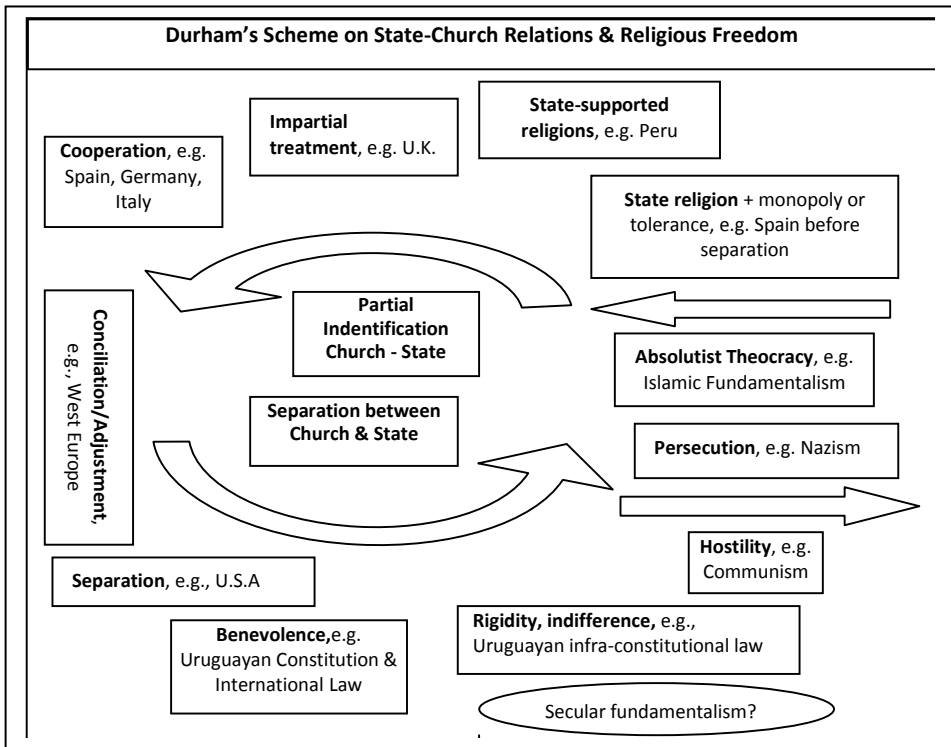 Durham's Scheme on State-Church Relations & Religious Freedom
State-supported
religions, e.g. Peru
Impartial
treatment, e.g. U.K.
Cooperation, e.g.
Spain, Germany,
Italy
State religion + monopoly or
tolerance, e.g. Spain before
separation
Partial
Indentification
Church - State
Conciliation/Adjustment,
e.g., West Europe
Absolutist Theocracy, e.g.
Islamic Fundamentalism
Separation between
Church & State
Persecution, e.g. Nazism
Hostility, e.g.
Communism
Separation, e.g., U.S.A
Rigidity, indifference, e.g.,
Uruguayan infra-constitutional law
Benevolence,e.g.
Uruguayan Constitution &
International Law
Secular fundamentalism?